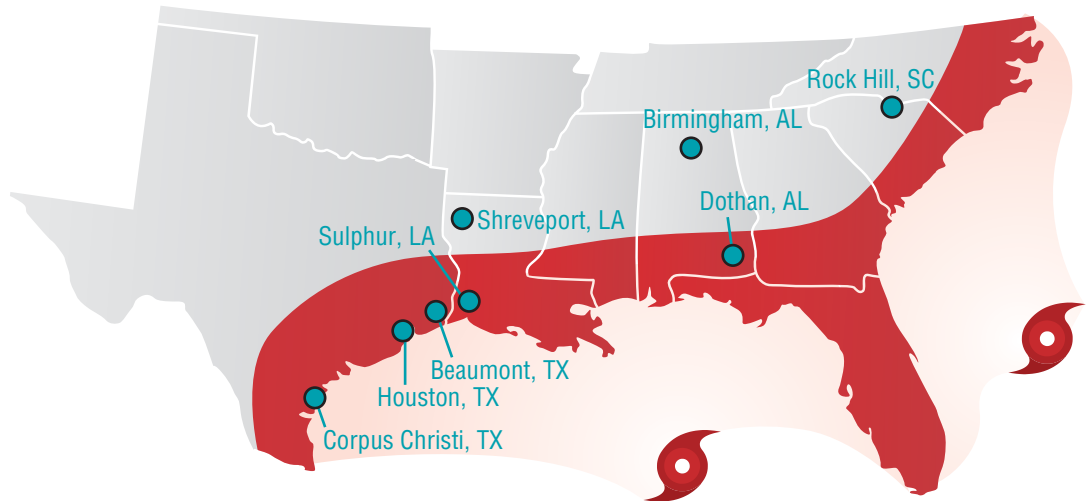 Rock Hill, SC
Birmingham, AL
Dothan, AL
Shreveport, LA
Sulphur, LA
Beaumont, TX
Houston, TX
Corpus Christi, TX